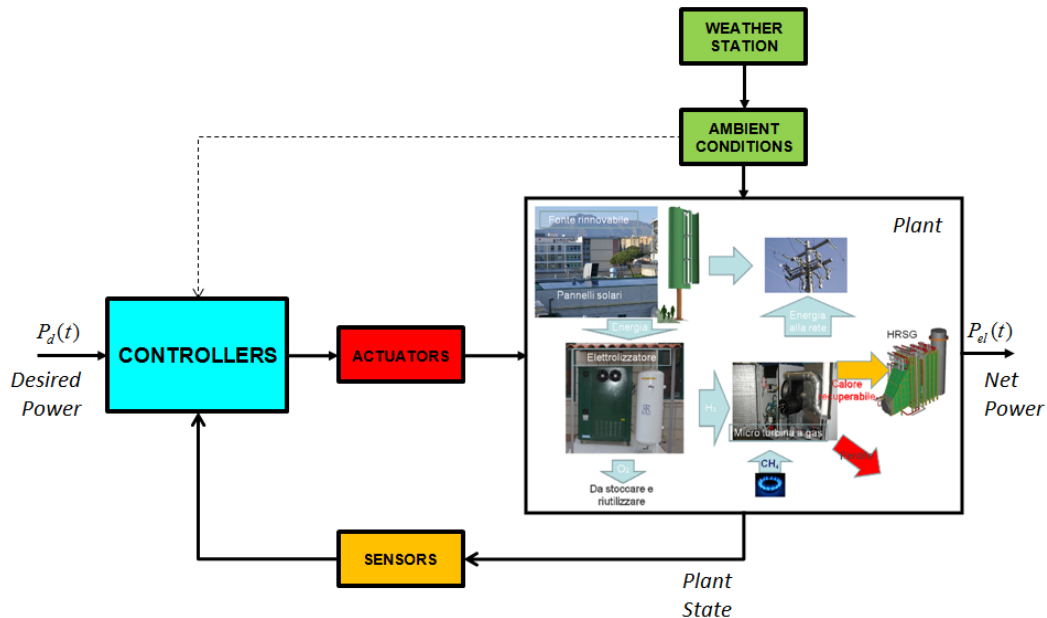 WEATHER
STATION
AMBIENT
CONDITIONS
Plant
Fonte rinnovabile
Pannelli solari
Energia
Energia
alla rete
P_d(t)
Desired
Power
CONTROLLERS
ACTUATORS
Elettrolizzatore
H₂
Micro turbina a gas
Calore
recuperabile
HRSG
P_el(t)
Net
Power
O₂
Da stoccare e
riutilizzare
CH₄
SENSORS
Plant
State